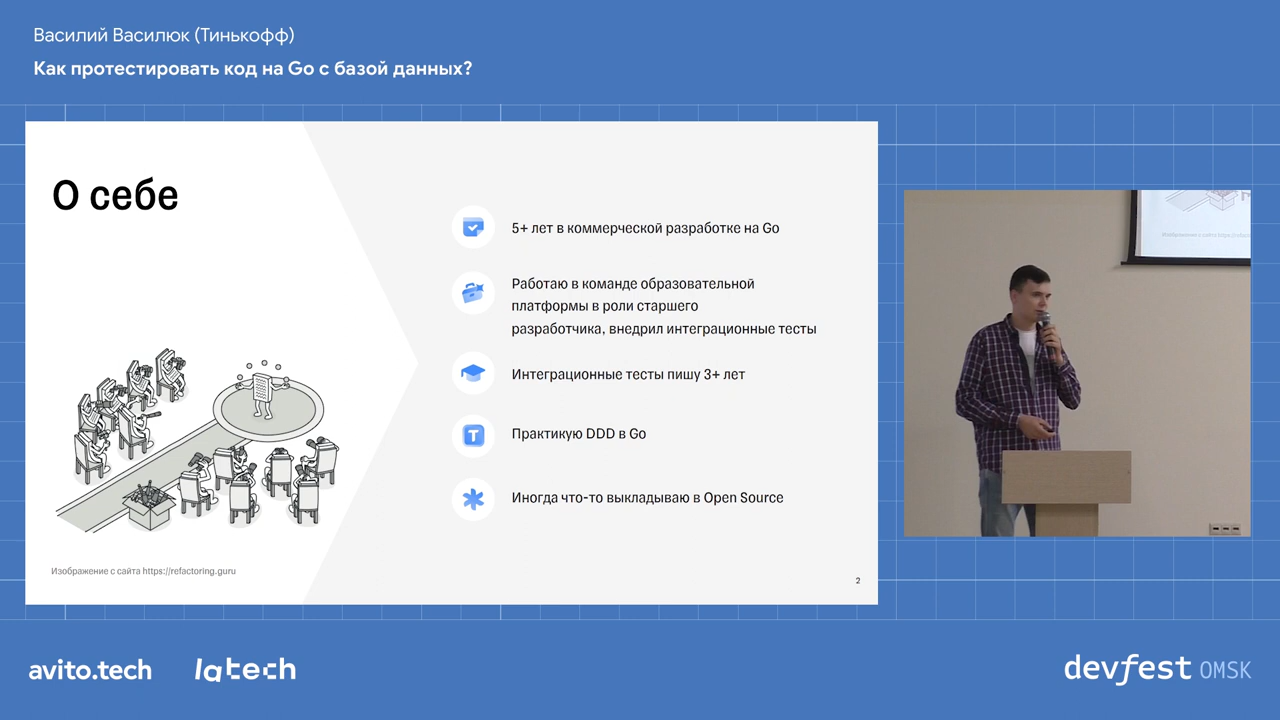 Василий Василюк (Тинькофф)
Как протестировать код на Go с базой данных?
О себе
5+ лет в коммерческой разработке на Go
Работаю в команде образовательной
платформы в роли старшего
разработчика, внедрил интеграционные тесты
Интеграционные тесты пишу 3+ лет
T
Практикую DDD в Go
Иногда что-то выкладываю в Open Source
Изображение с сайта https://refactoring.guru
2
avito.tech
latech
devfest OMSK